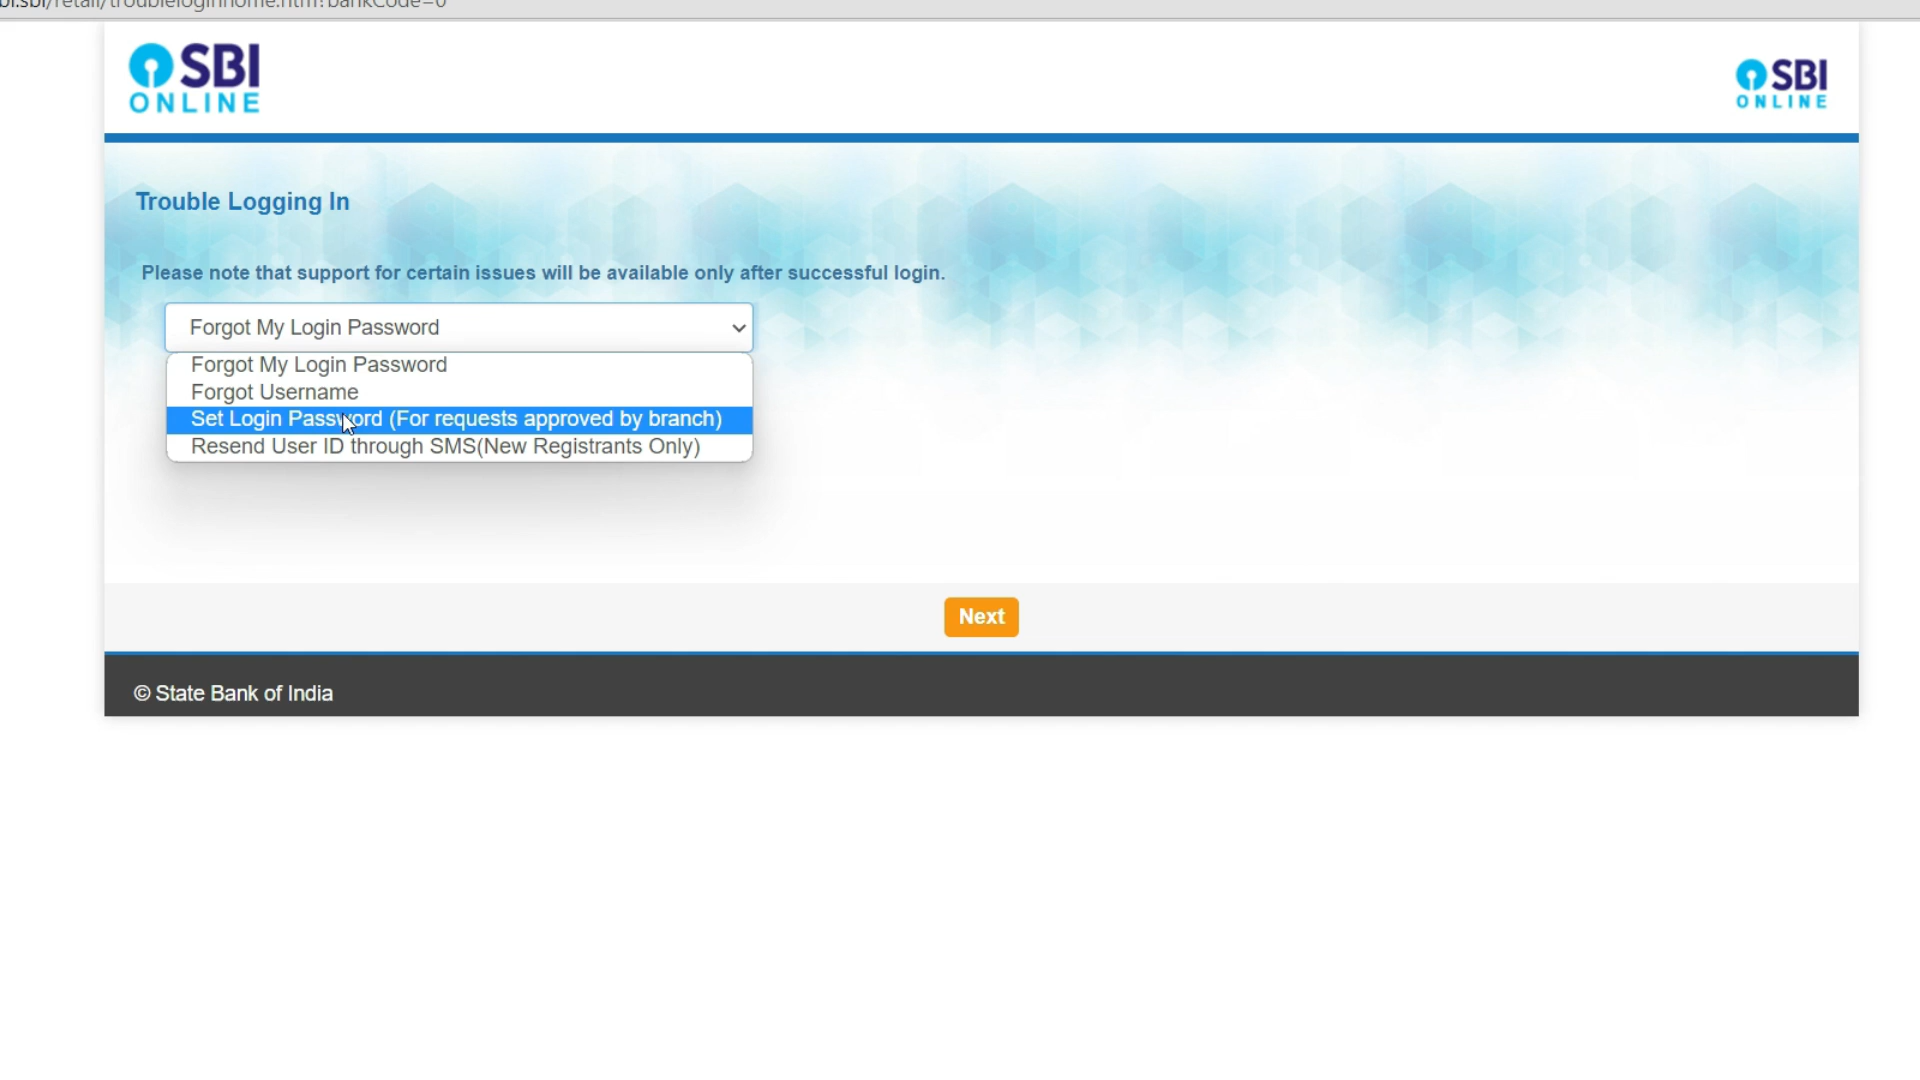 SBI
ONLINE
SBI
ONLINE
Trouble Logging In
Please note that support for certain issues will be available only after successful login.
Forgot My Login Password
Forgot My Login Password
Forgot Username
Set Login Password (For requests approved by branch)
Resend User ID through SMS(New Registrants Only)
Next
© State Bank of India